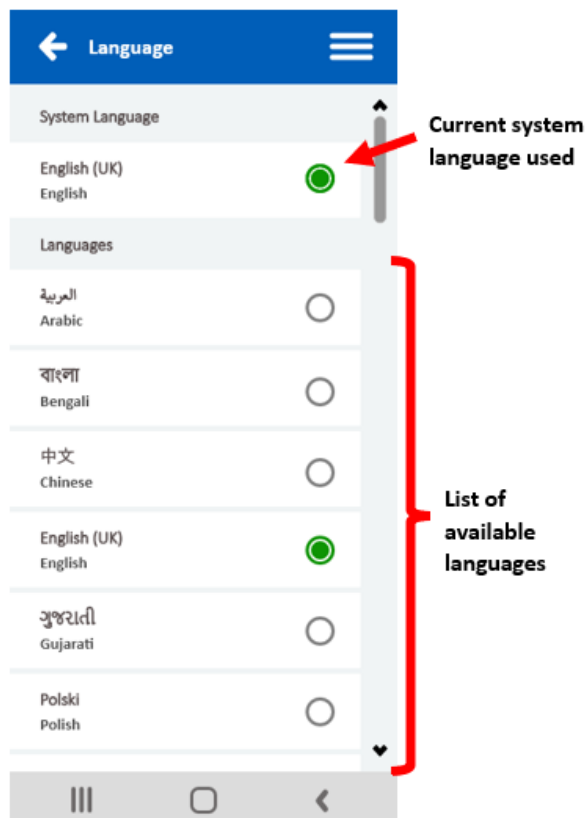 Language
System Language
English (UK)
English
Current system
language used
Languages
العربية
Arabic
বাংলা
Bengali
中文
Chinese
English (UK)
English
ગુજરાતી
Gujarati
Polski
Polish
List of
available
languages